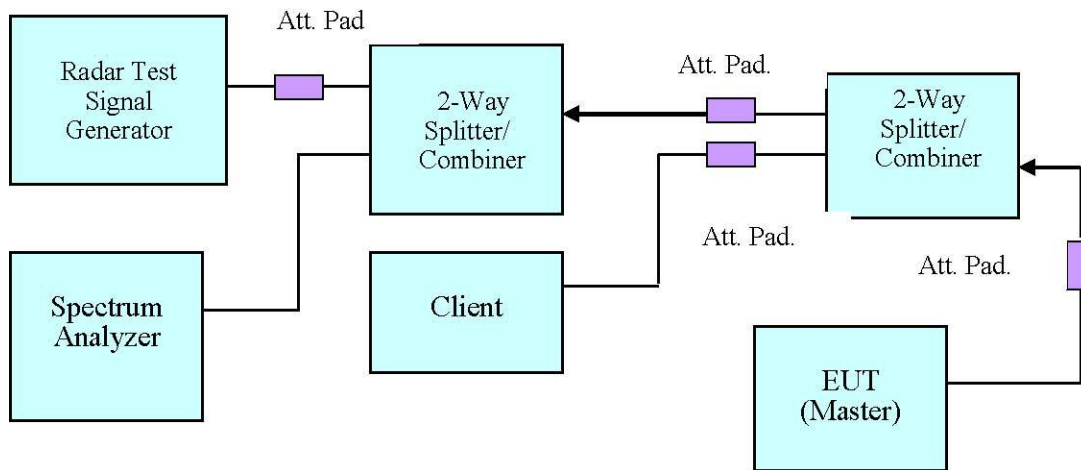 Att. Pad
Radar Test
Signal
Generator
2-Way
Splitter/
Combiner
Att. Pad.
2-Way
Splitter/
Combiner
Att. Pad.
Att. Pad.
Spectrum
Analyzer
Client
EUT
(Master)